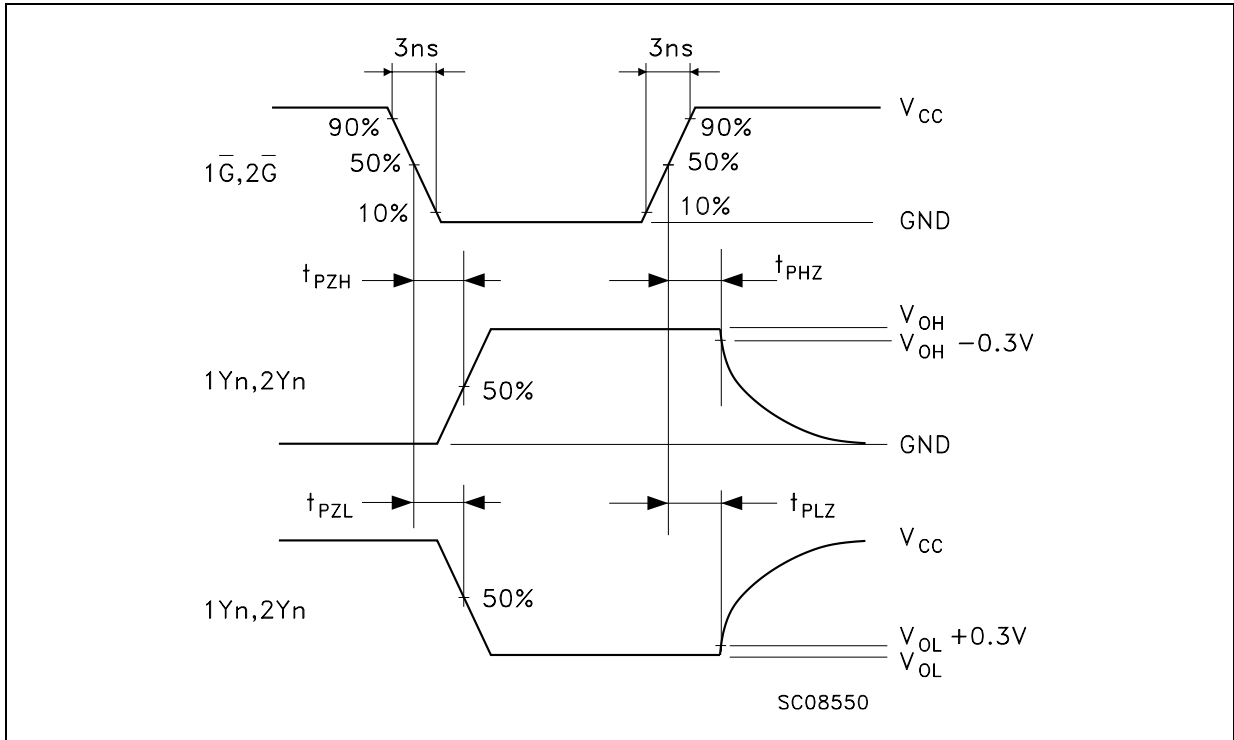 3ns 3ns
V_CC
90% 90%
50% 50%
1G̅,2G̅
10% 10%
GND
t_PZH t_PHZ
V_OH
V_OH −0.3V
1Yn,2Yn
50%
GND
t_PZL t_PLZ
V_CC
50%
1Yn,2Yn
V_OL +0.3V
V_OL
SC08550